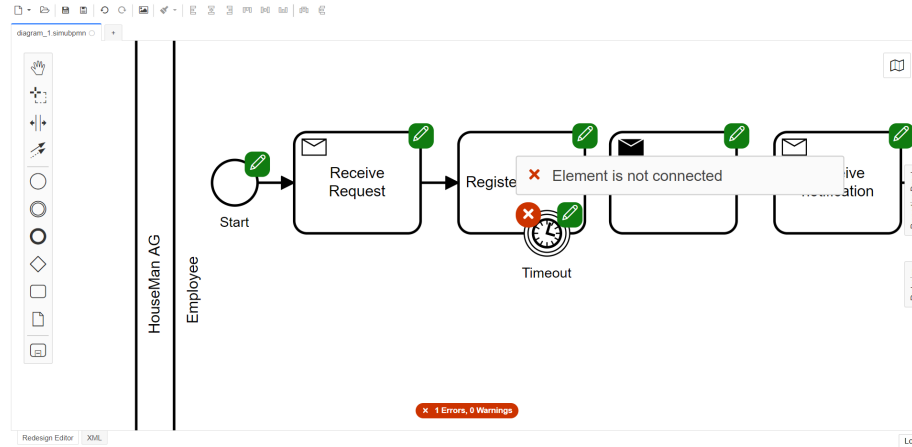 diagram_1.simubpmn
+
HouseMan AG
Employee
Start
Receive
Request
Registe
Element is not connected
Timeout
1 Errors, 0 Warnings
Redesign Editor
XML